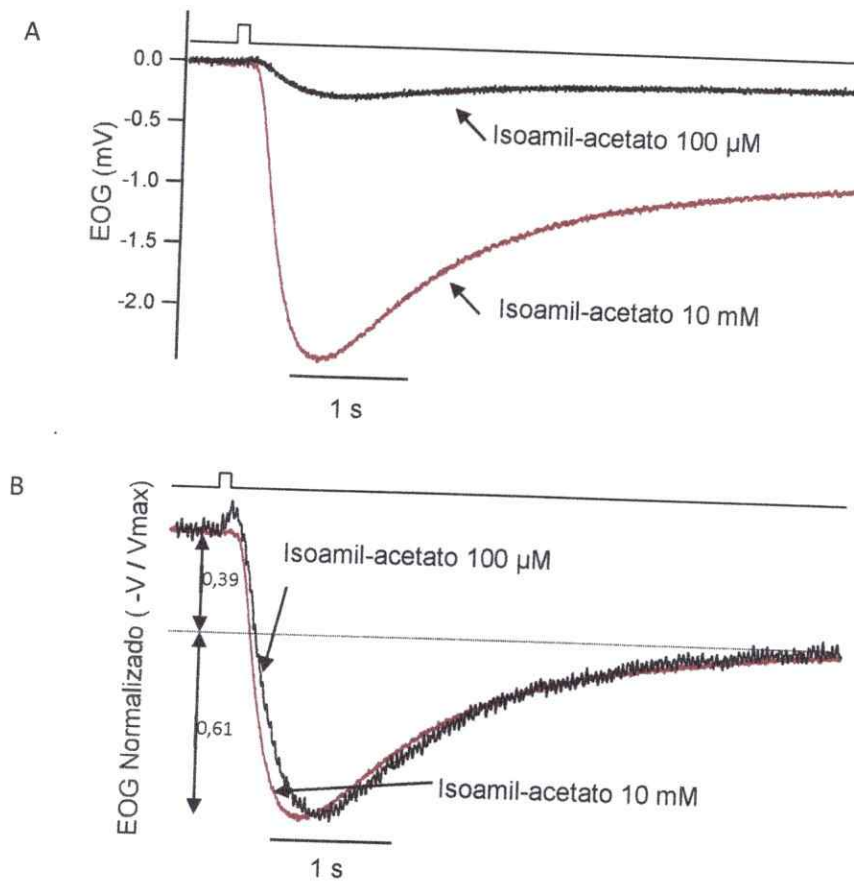 A
0.0
-0.5
-1.0
-1.5
-2.0
EOG (mV)
Isoamil-acetato 100 µM
Isoamil-acetato 10 mM
1 s
B
EOG Normalizado ( -V / Vmax)
0,39
0,61
Isoamil-acetato 100 µM
Isoamil-acetato 10 mM
1 s